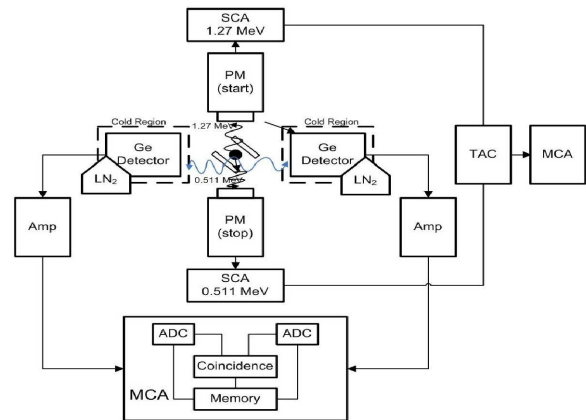 SCA
1.27 MeV
PM
(start)
Cold Region
1.27 MeV
Cold Region
Ge
Detector
LN2
Ge
Detector
LN2
TAC
MCA
0.511 MeV
PM
(stop)
Amp
Amp
SCA
0.511 MeV
ADC
ADC
Coincidence
MCA
Memory